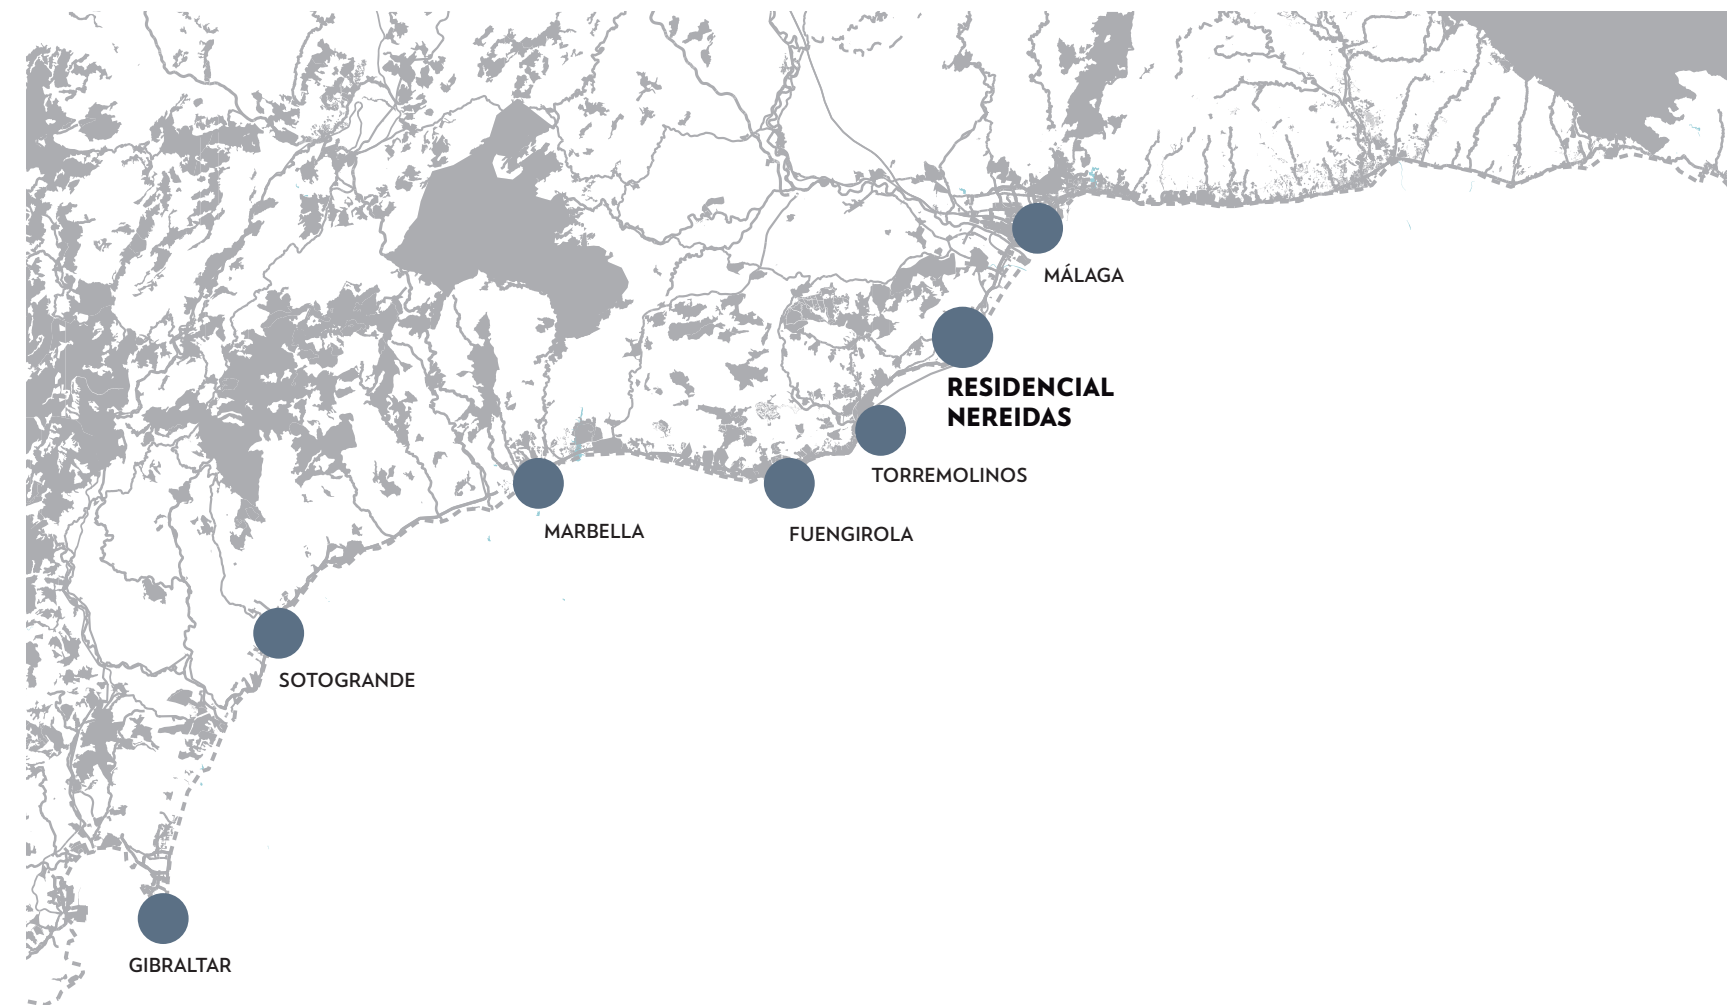 MÁLAGA
RESIDENCIAL
NEREIDAS
TORREMOLINOS
MARBELLA
FUENGIROLA
SOTOGRANDE
GIBRALTAR